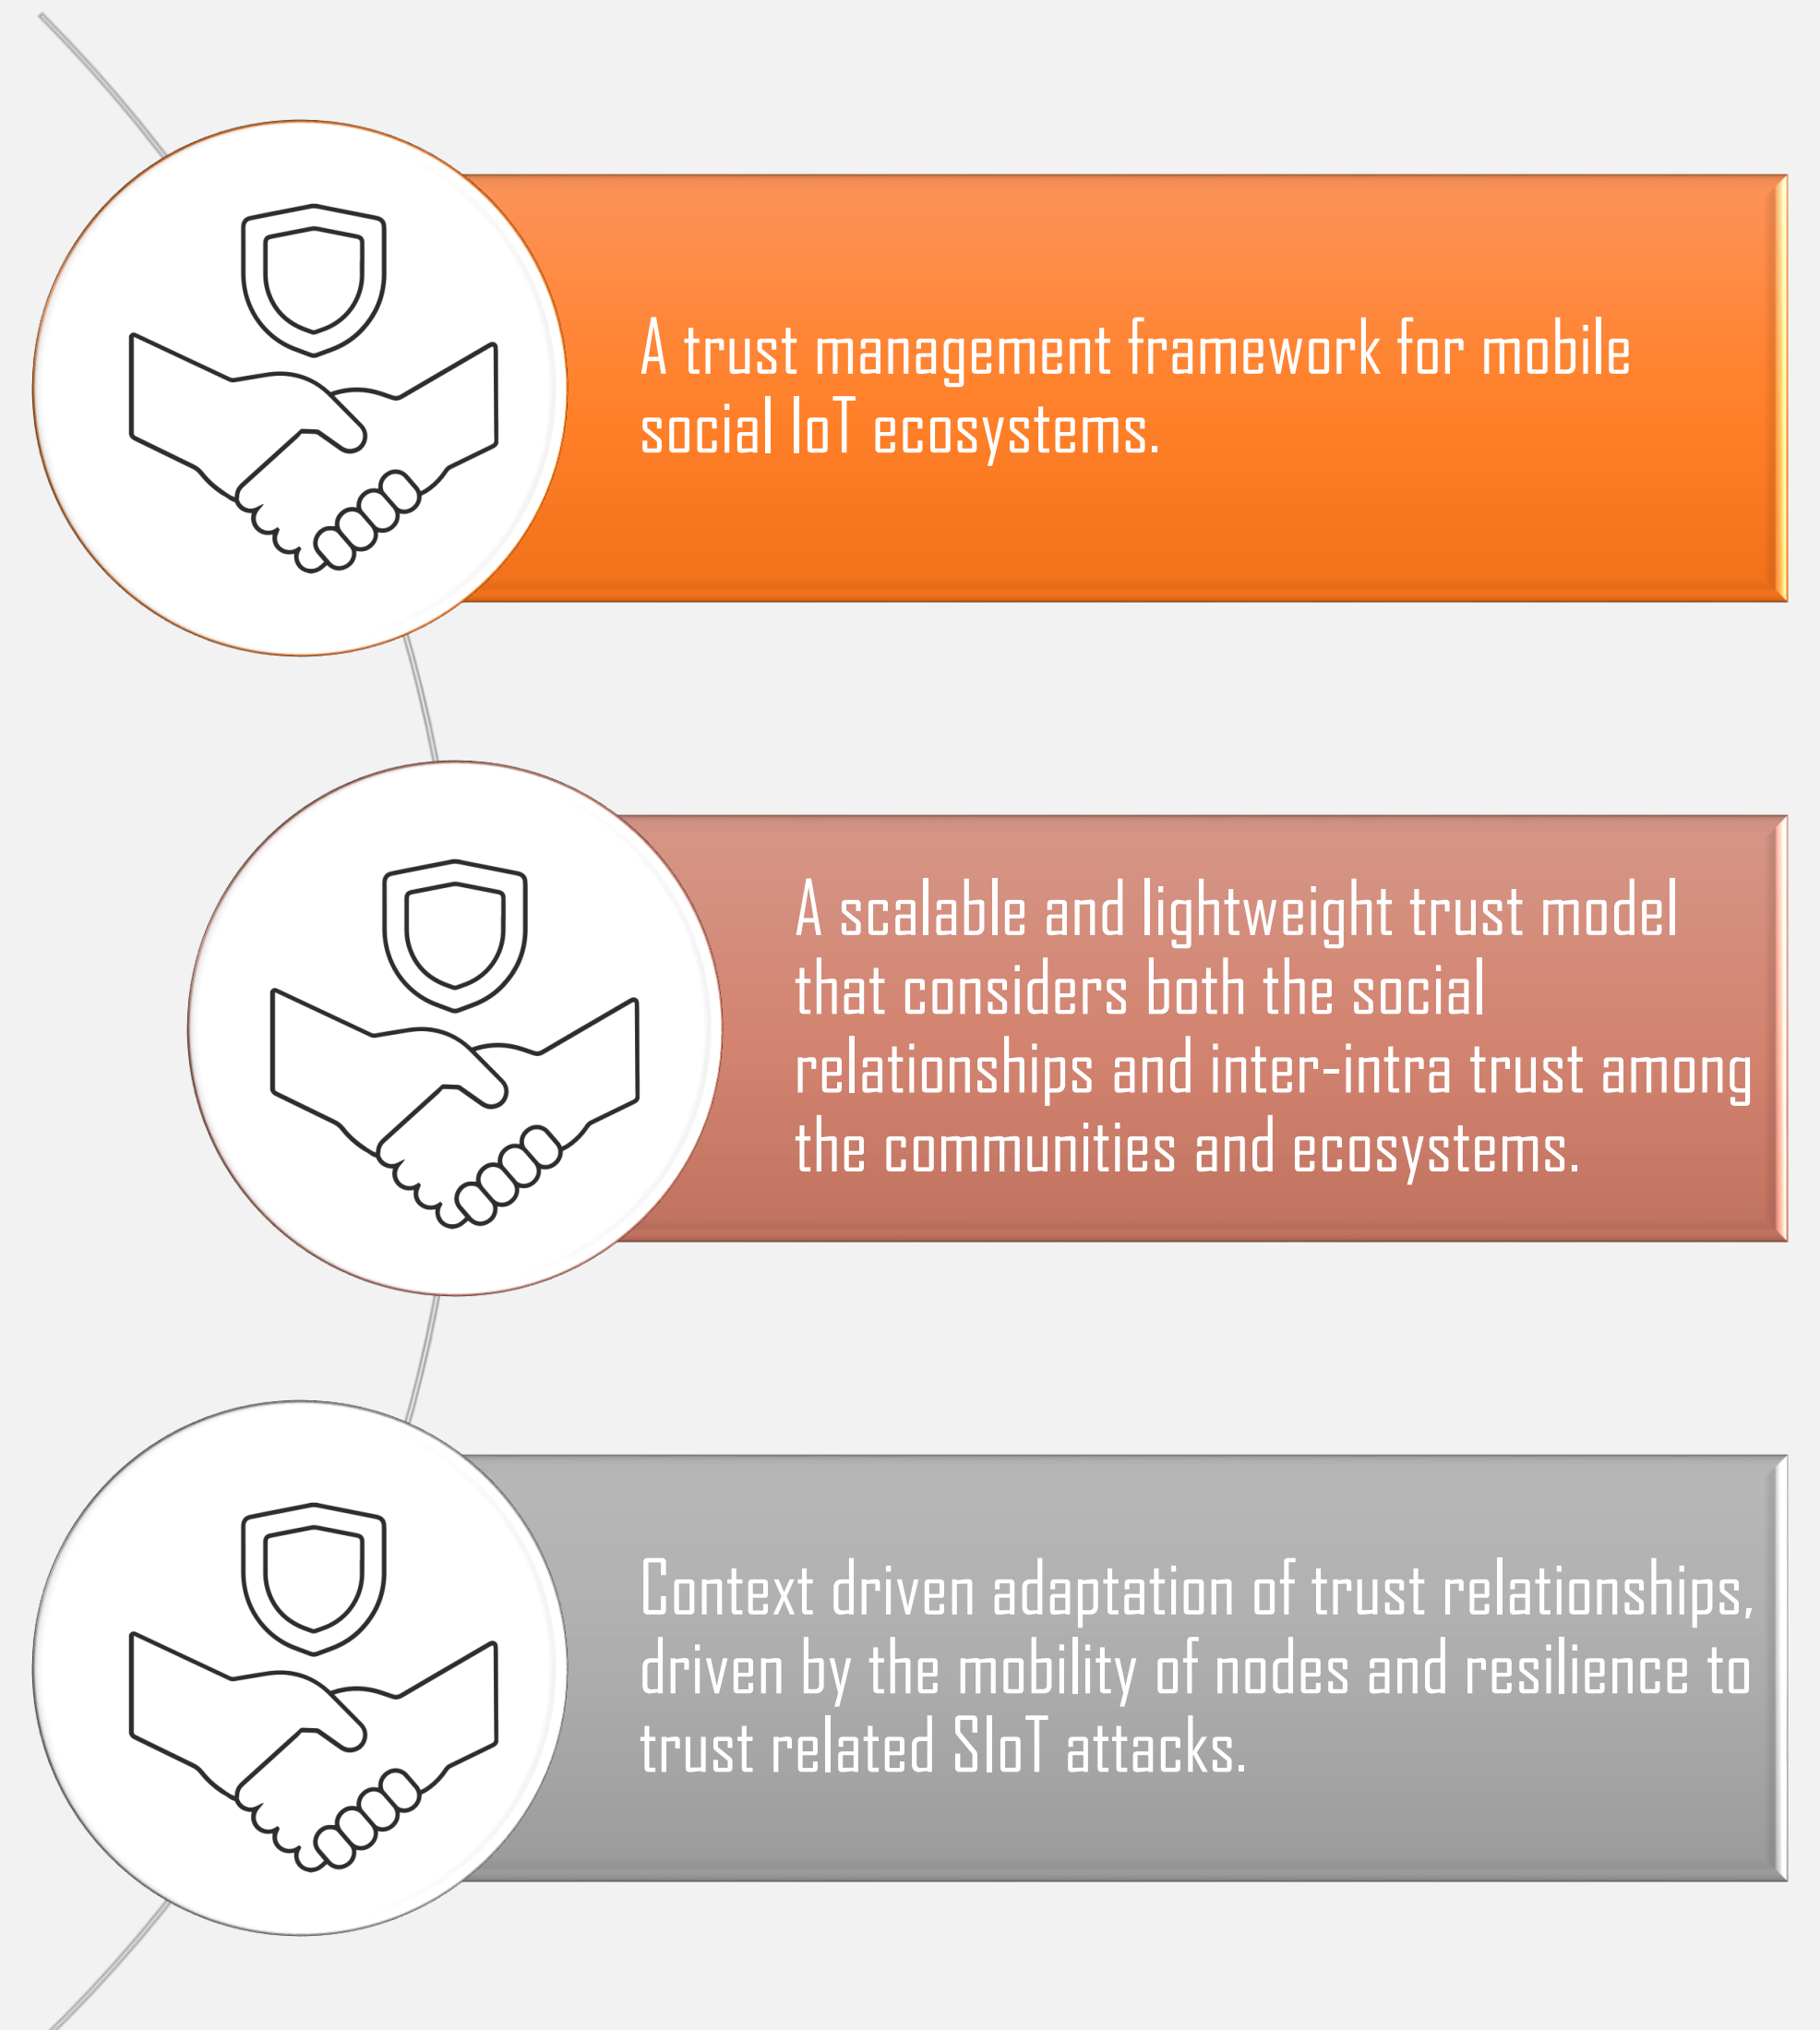 A trust management framework for mobile
social IoT ecosystems.
A scalable and lightweight trust model
that considers both the social
relationships and inter-intra trust among
the communities and ecosystems.
Context driven adaptation of trust relationships,
driven by the mobility of nodes and resilience to
trust related SIoT attacks.